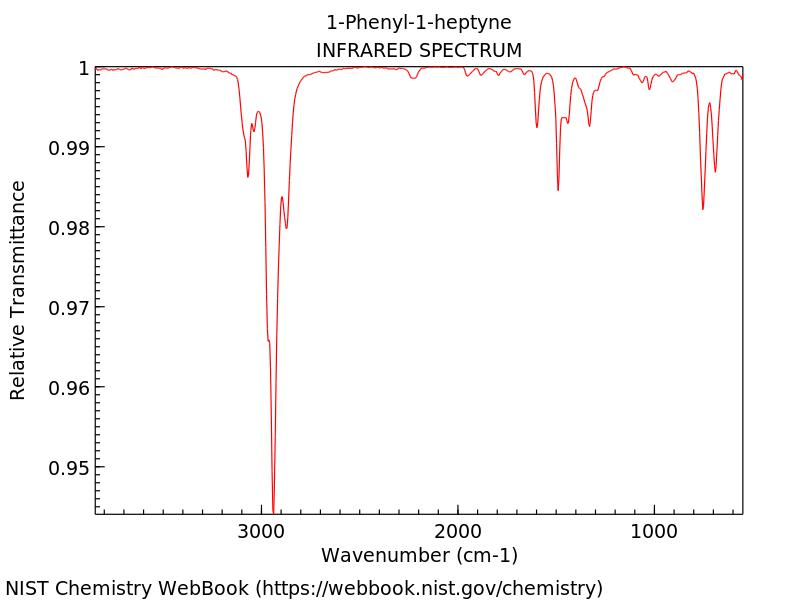 1-Phenyl-1-heptyne
INFRARED SPECTRUM
1
0.99
0.98
0.97
0.96
0.95
Relative Transmittance
3000 2000 1000
Wavenumber (cm-1)
NIST Chemistry WebBook (https://webbook.nist.gov/chemistry)